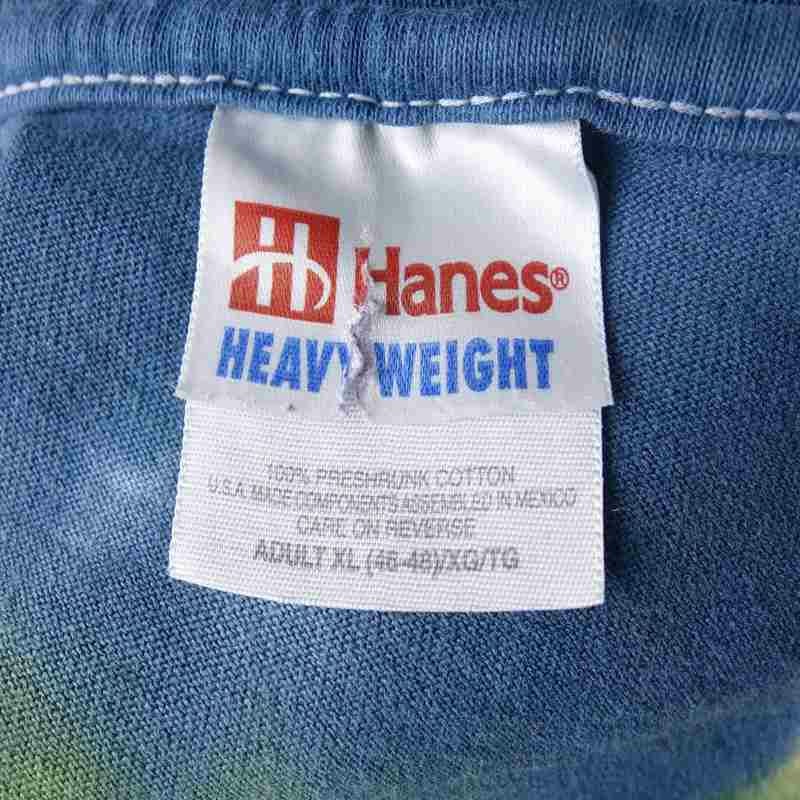 H Hanes®
HEAVYWEIGHT
100% PRESHRUNK COTTON
U.S.A. MADE COMPONENTS ASSEMBLED IN MEXICO
CARE ON REVERSE
ADULT XL (46-48)/XG/TG